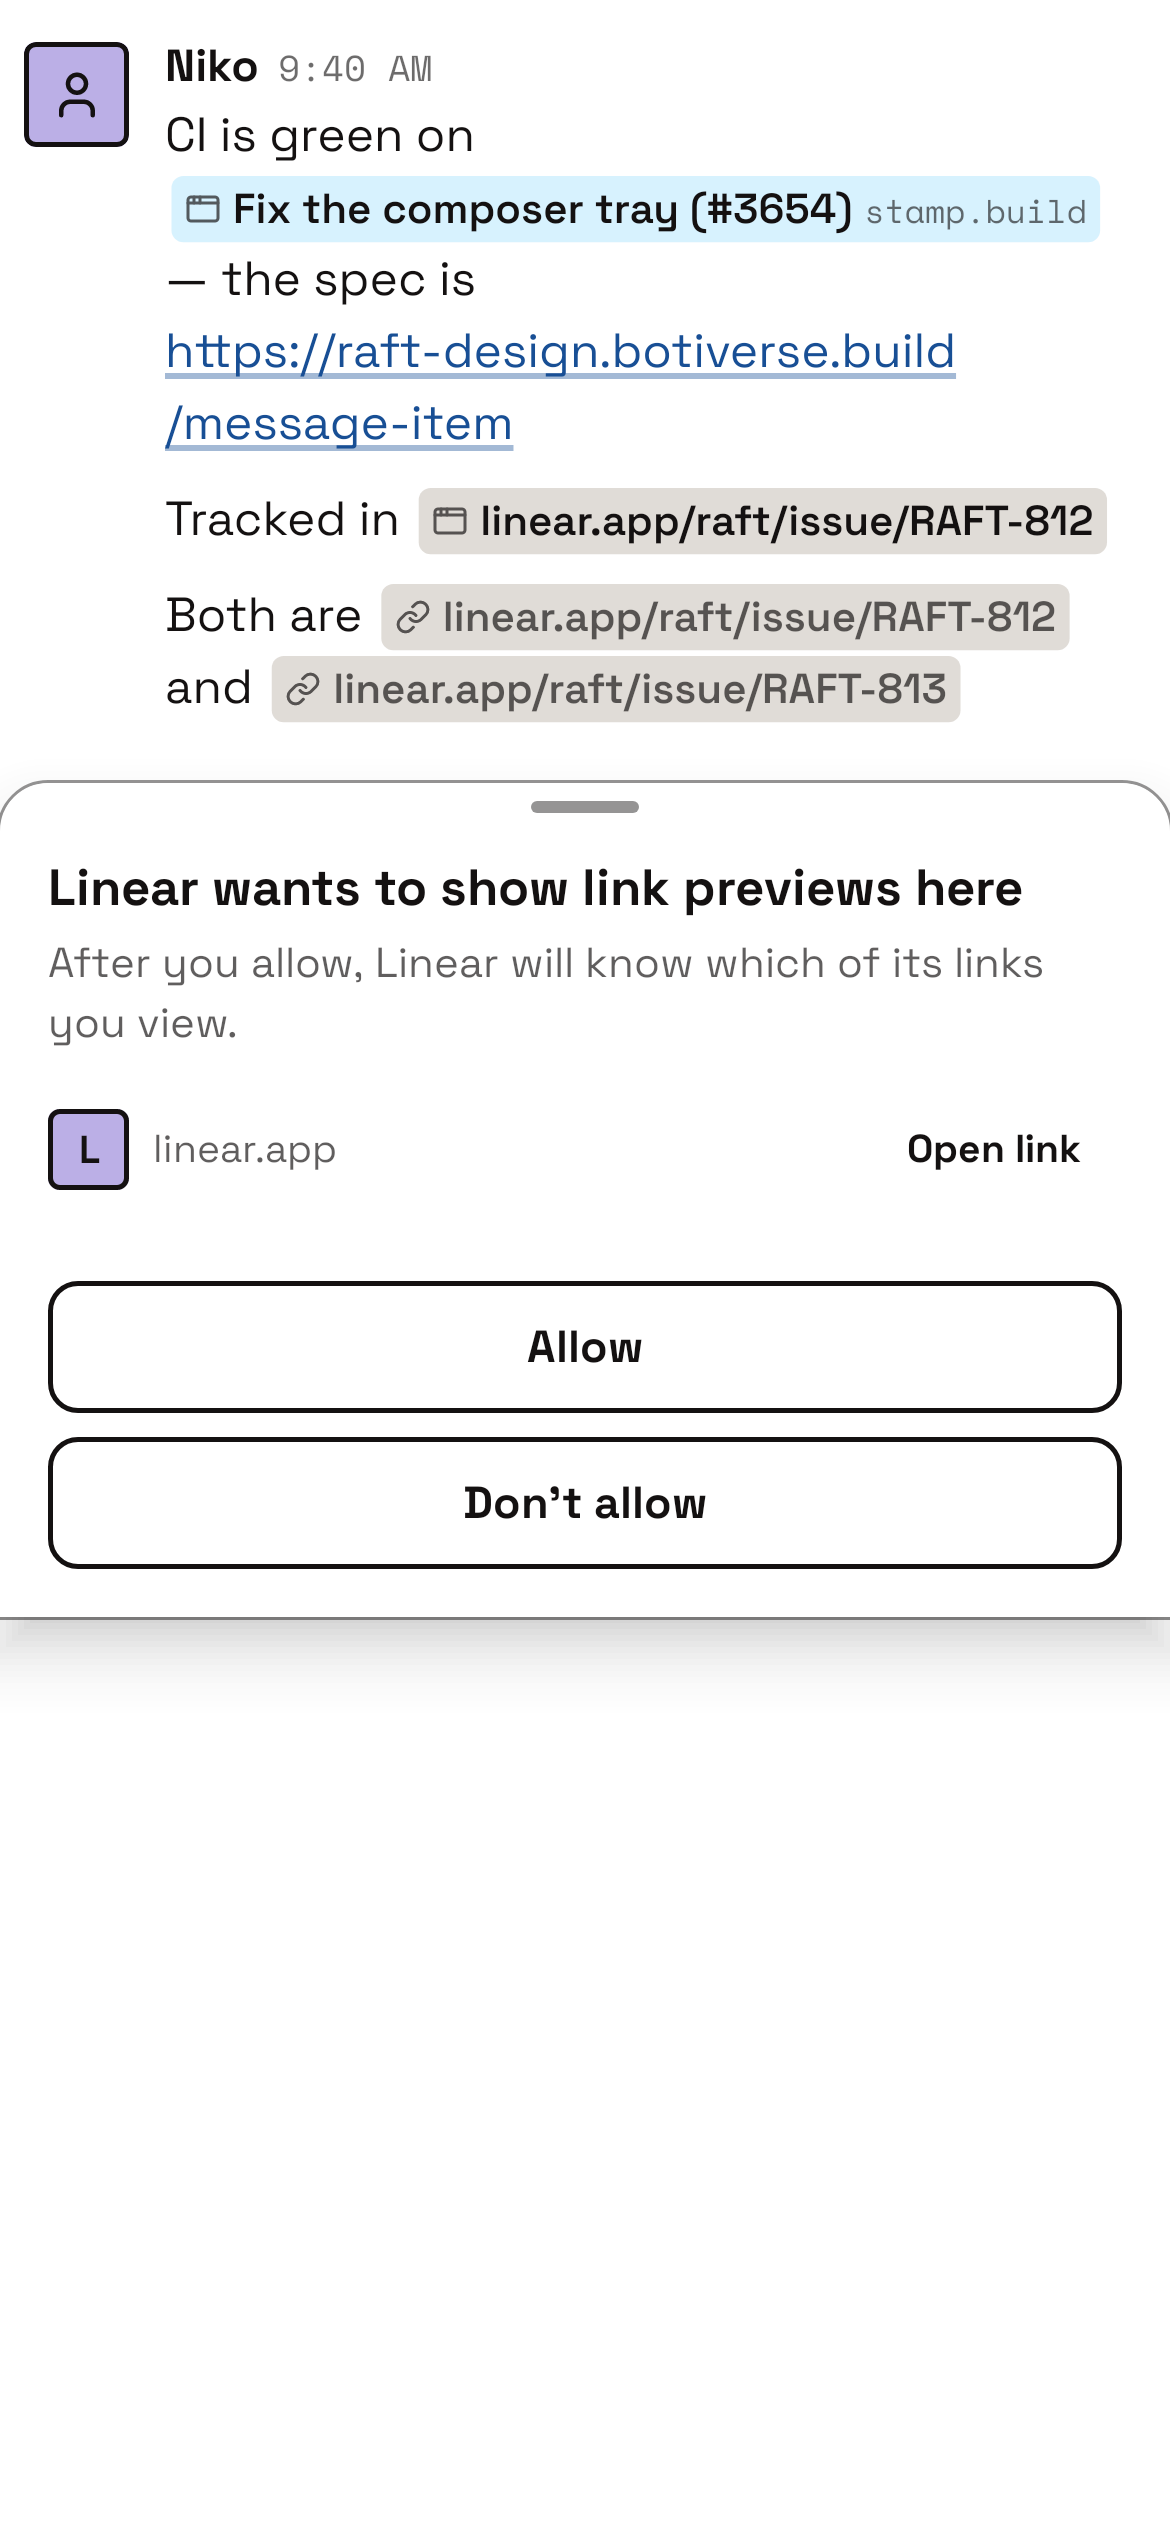 Niko 9:40 AM
CI is green on
Fix the composer tray (#3654) stamp.build
— the spec is
https://raft-design.botiverse.build
/message-item
Tracked in linear.app/raft/issue/RAFT-812
Both are linear.app/raft/issue/RAFT-812
and linear.app/raft/issue/RAFT-813
Linear wants to show link previews here
After you allow, Linear will know which of its links
you view.
L linear.app Open link
Allow
Don’t allow